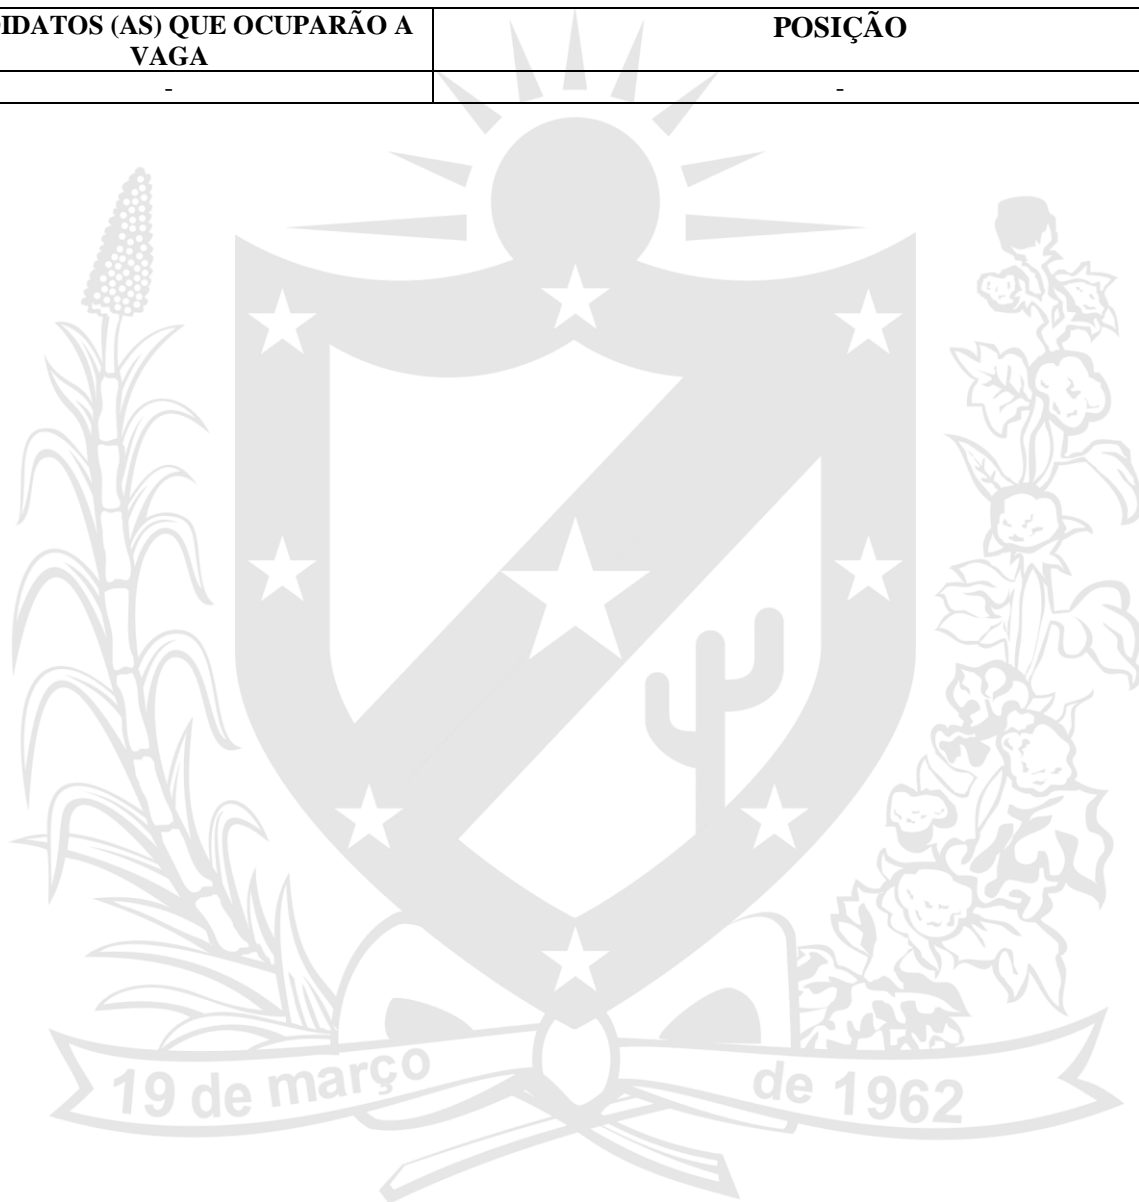 IDATOS (AS) QUE OCUPARÃO A
VAGA
POSIÇÃO
-
-
19 de março
de 1962